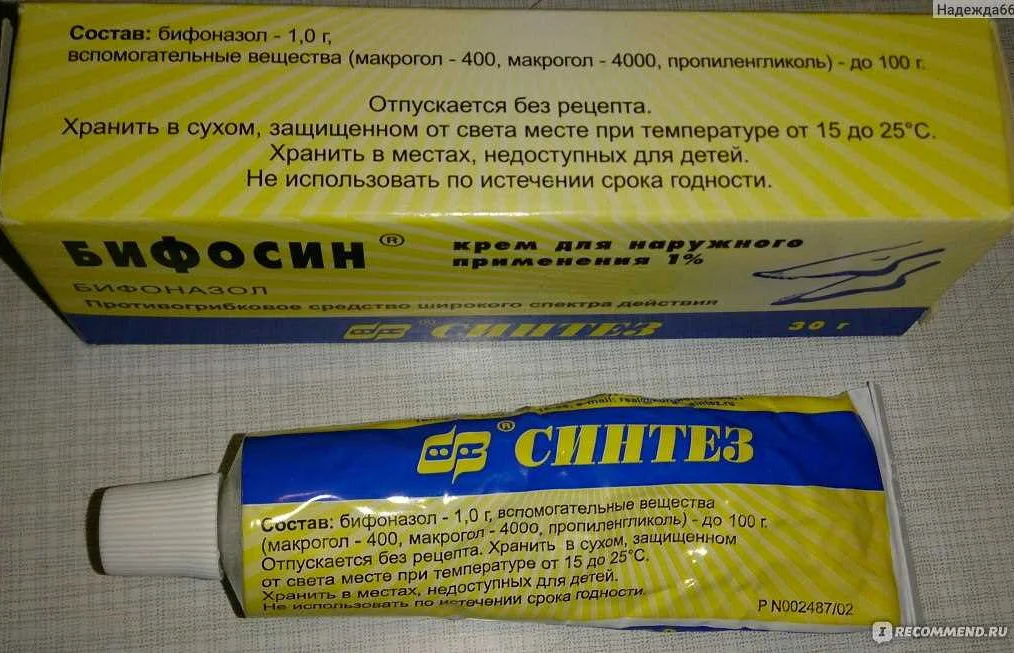 Надежда66
Состав: бифоназол - 1,0 г,
вспомогательные вещества (макрогол - 400, макрогол - 4000, пропиленгликоль) - до 100 г.
Отпускается без рецепта.
Хранить в сухом, защищенном от света месте при температуре от 15 до 25°С.
Хранить в местах, недоступных для детей.
Не использовать по истечении срока годности.
БИФОСИН®
крем для наружного
применения 1%
БИФОНАЗОЛ
Противогрибковое средство широкого спектра действия
® СИНТЕЗ
30 г
e-mail:
® СИНТЕЗ
Состав: бифоназол - 1,0 г, вспомогательные вещества
(макрогол - 400, макрогол - 4000, пропиленгликоль) - до 100 г.
Отпускается без рецепта. Хранить в сухом, защищенном
от света месте при температуре от 15 до 25°С.
Хранить в местах, недоступных для детей.
Не использовать по истечении срока годности.
Р N002487/02
RECOMMEND.RU